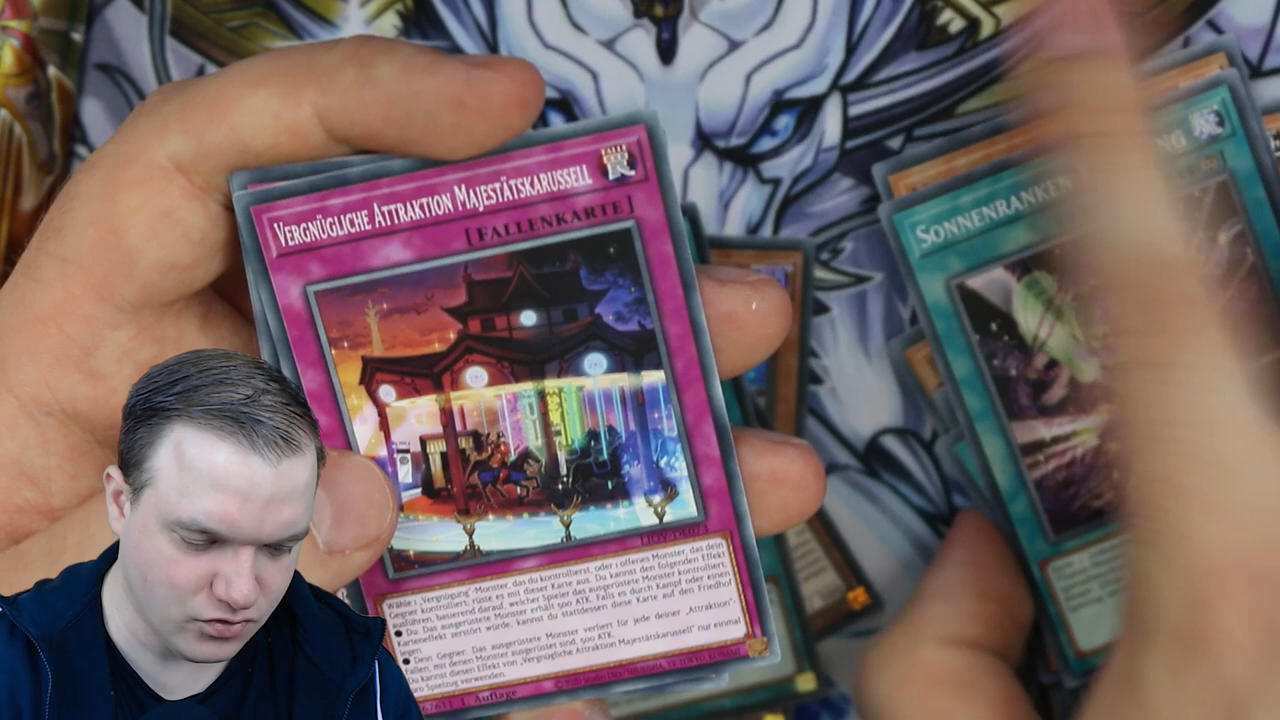 VERGNÜGLICHE ATTRAKTION MAJESTÄTSKARUSSELL
[FALLENKARTE]
LIOV-DE073
Wähle 1 „Vergnügung"-Monster, das du kontrollierst, oder 1 offenes Monster, das dein
Gegner kontrolliert; rüste es mit dieser Karte aus. Du kannst den folgenden Effekt
ausführen, basierend darauf, welcher Spieler das ausgerüstete Monster kontrolliert.
● Du: Das ausgerüstete Monster erhält 500 ATK. Falls es durch Kampf oder einen
Karteneffekt zerstört würde, kannst du stattdessen diese Karte auf den Friedhof
legen.
● Dein Gegner: Das ausgerüstete Monster verliert für jede deiner „Attraktion"-
Fallen, mit denen Monster ausgerüstet sind, 500 ATK.
Du kannst diesen Effekt von „Vergnügliche Attraktion Majestätskarussell" nur einmal
pro Spielzug verwenden.
67611 1. Auflage
SONNENRANKEN
NG